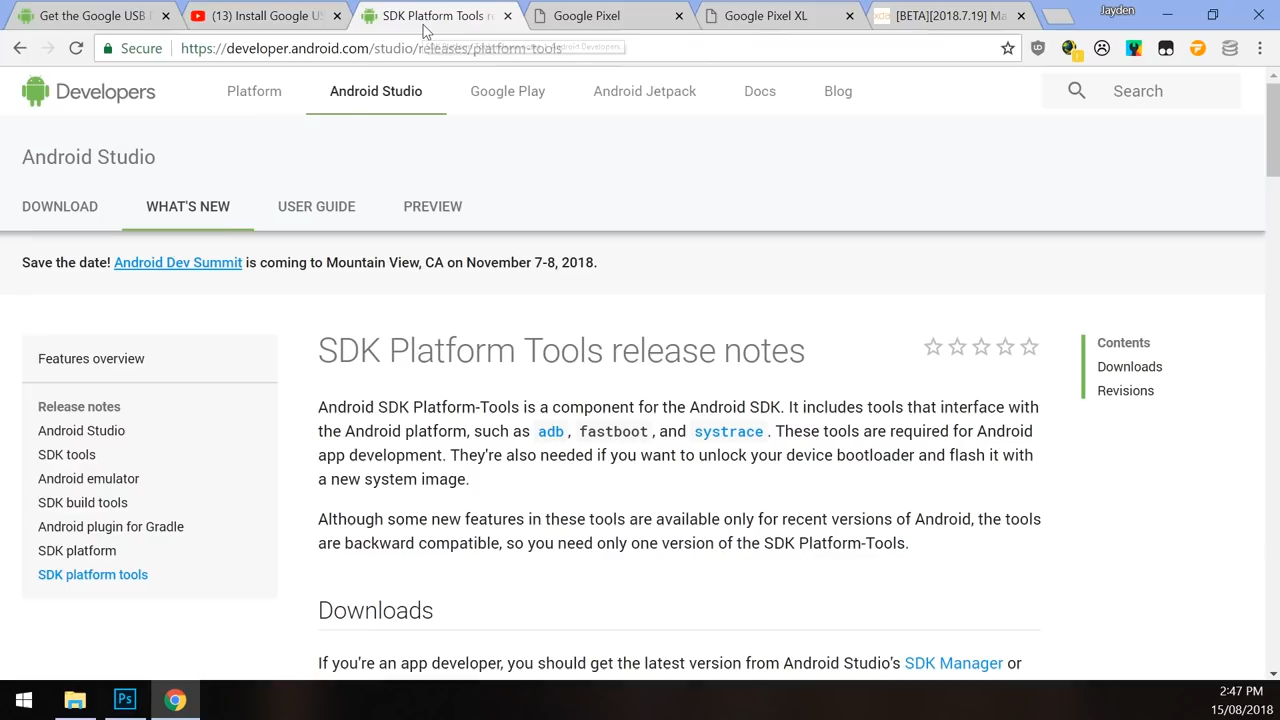 Get the Google USB
(13) Install Google US
SDK Platform Tools re
Google Pixel
Google Pixel XL
[BETA][2018.7.19] Ma
Jayden
Secure
https://developer.android.com/studio/releases/platform-tools
Developers
Platform
Android Studio
Google Play
Android Jetpack
Docs
Blog
Search
Android Studio
DOWNLOAD
WHAT'S NEW
USER GUIDE
PREVIEW
Save the date! Android Dev Summit is coming to Mountain View, CA on November 7-8, 2018.
Features overview
Release notes
Android Studio
SDK tools
Android emulator
SDK build tools
Android plugin for Gradle
SDK platform
SDK platform tools
SDK Platform Tools release notes
Android SDK Platform-Tools is a component for the Android SDK. It includes tools that interface with
the Android platform, such as adb, fastboot, and systrace. These tools are required for Android
app development. They're also needed if you want to unlock your device bootloader and flash it with
a new system image.
Although some new features in these tools are available only for recent versions of Android, the tools
are backward compatible, so you need only one version of the SDK Platform-Tools.
Downloads
If you're an app developer, you should get the latest version from Android Studio's SDK Manager or
Contents
Downloads
Revisions
Ps
2:47 PM
15/08/2018